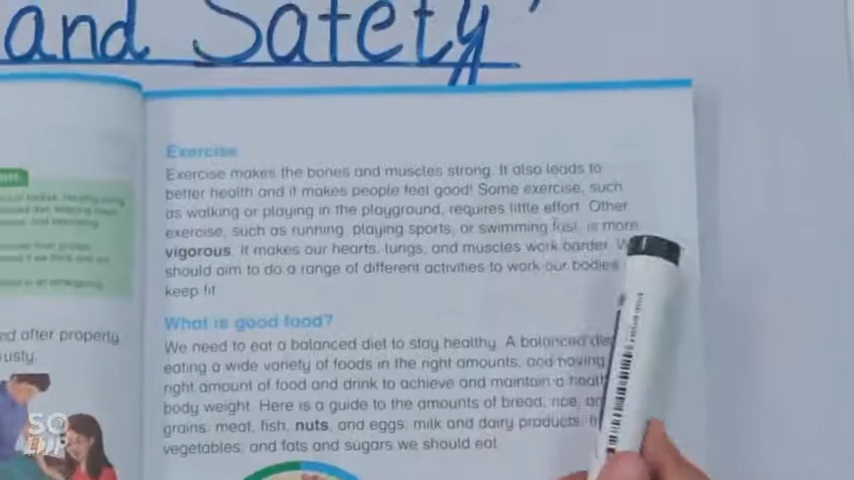 and Safety
Exercise
Exercise makes the bones and muscles strong. It also leads to
better health and it makes people feel good! Some exercise, such
as walking or playing in the playground, requires little effort. Other
exercise, such as running, playing sports, or swimming fast, is more
vigorous. It makes our hearts, lungs, and muscles work harder.
should aim to do a range of different activities to work our bodies
keep fit.
What is good food?
We need to eat a balanced diet to stay healthy. A balanced
eating a wide variety of foods in the right amounts, and having
right amount of food and drink to achieve and maintain a
body weight. Here is a guide to the amounts of bread, rice,
grains; meat, fish, nuts, and eggs; milk and dairy products;
vegetables; and fats and sugars we should eat.
after properly